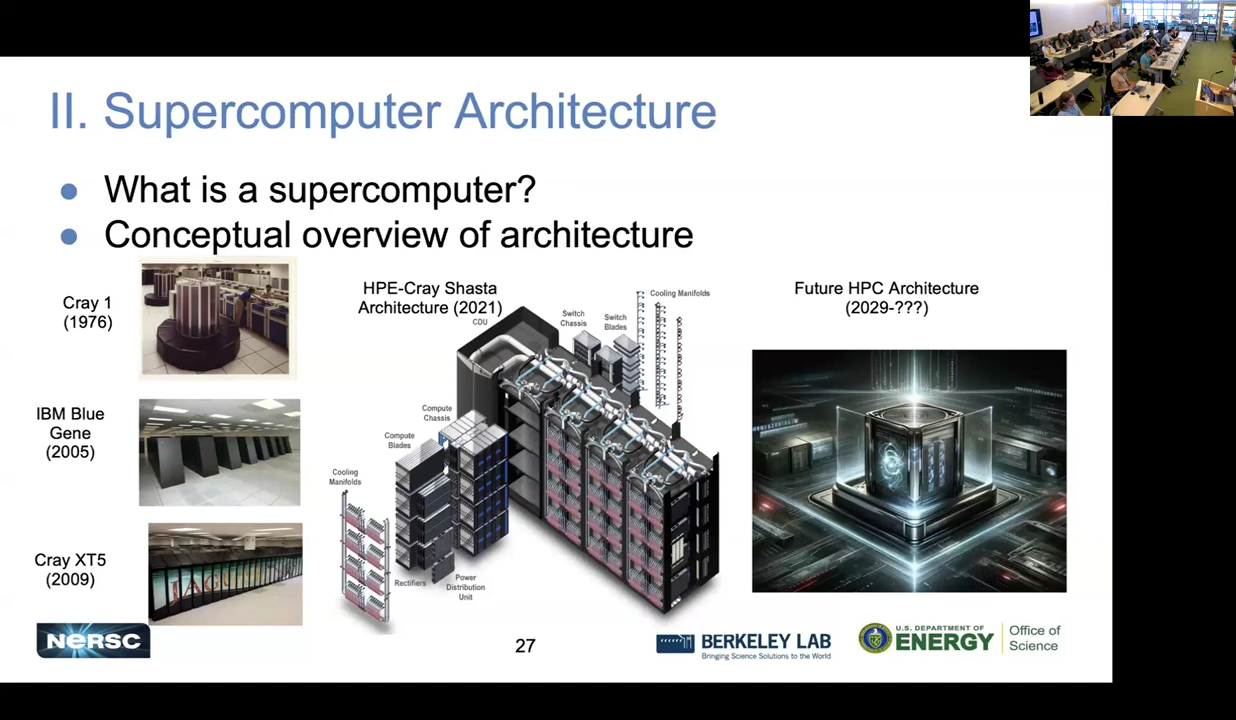 II. Supercomputer Architecture
● What is a supercomputer?
● Conceptual overview of architecture
Cray 1
(1976)
IBM Blue
Gene
(2005)
Cray XT5
(2009)
JAGU
HPE-Cray Shasta
Architecture (2021)
CDU
Switch
Chassis
Switch
Blades
Cooling Manifolds
Compute
Chassis
Compute
Blades
Cooling
Manifolds
Rectifiers
Power
Distribution
Unit
Future HPC Architecture
(2029-???)
NERSC
27
BERKELEY LAB
Bringing Science Solutions to the World
U.S. DEPARTMENT OF
ENERGY
Office of
Science